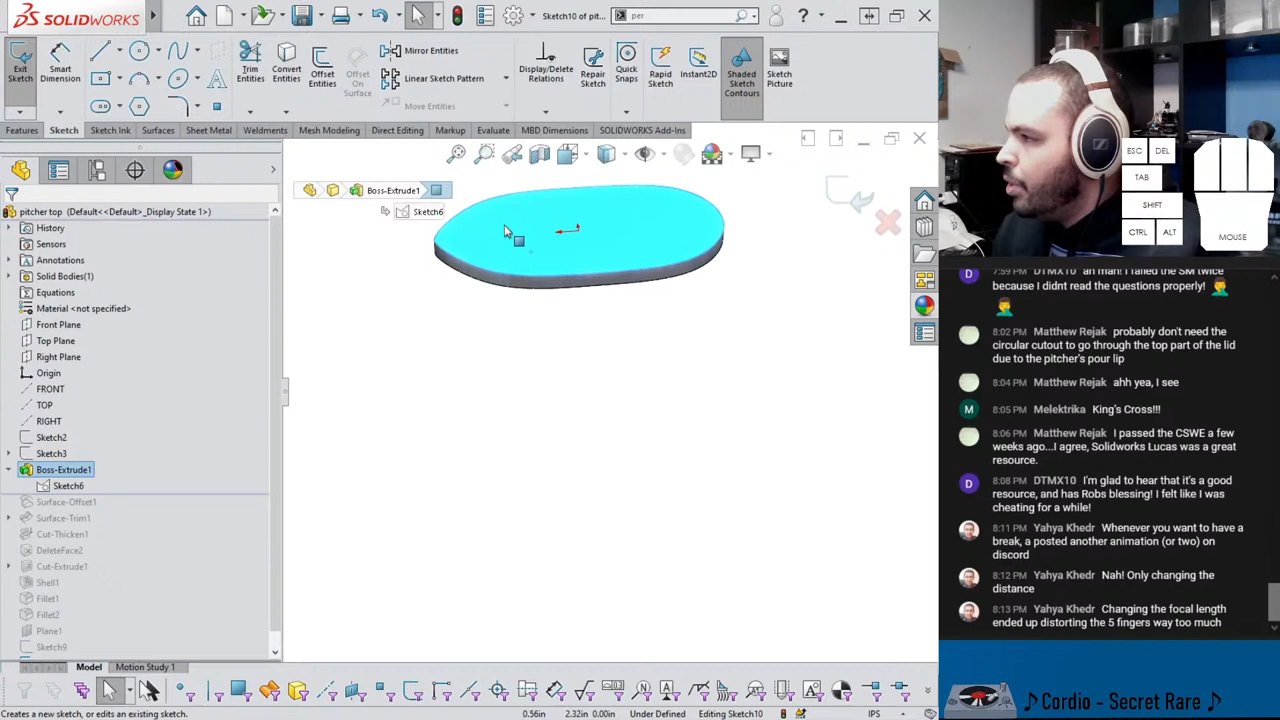 SOLIDWORKS
Sketch10 of pit...
per
Exit Sketch
Smart Dimension
Trim Entities
Convert Entities
Offset Entities
Offset On Surface
Mirror Entities
Linear Sketch Pattern
Move Entities
Display/Delete Relations
Repair Sketch
Quick Snaps
Rapid Sketch
Instant2D
Shaded Sketch Contours
Sketch Picture
Features
Sketch
Sketch Ink
Surfaces
Sheet Metal
Weldments
Mesh Modeling
Direct Editing
Markup
Evaluate
MBD Dimensions
SOLIDWORKS Add-Ins
Boss-Extrude1
Sketch6
pitcher top (Default<<Default>_Display State 1>)
History
Sensors
Annotations
Solid Bodies(1)
Equations
Material <not specified>
Front Plane
Top Plane
Right Plane
Origin
FRONT
TOP
RIGHT
Sketch2
Sketch3
Boss-Extrude1
Sketch6
Surface-Offset1
Surface-Trim1
Cut-Thicken1
DeleteFace2
Cut-Extrude1
Shell1
Fillet1
Fillet2
Plane1
Sketch9
Model
Motion Study 1
Creates a new sketch, or edits an existing sketch.
0.56in
2.32in 0.00in
Under Defined
Editing Sketch10
IPS
ESC
DEL
TAB
SHIFT
CTRL
ALT
MOUSE
7:59 PM DTMX10 ah man! I failed the SM twice
because I didnt read the questions properly!
8:02 PM Matthew Rejak probably don't need the
circular cutout to go through the top part of the lid
due to the pitcher's pour lip
8:04 PM Matthew Rejak ahh yea, I see
8:05 PM Melektrika King's Cross!!!
8:06 PM Matthew Rejak I passed the CSWE a few
weeks ago...I agree, Solidworks Lucas was a great
resource.
8:08 PM DTMX10 I'm glad to hear that it's a good
resource, and has Robs blessing! I felt like I was
cheating for a while!
8:11 PM Yahya Khedr Whenever you want to have a
break, a posted another animation (or two) on
discord
8:12 PM Yahya Khedr Nah! Only changing the
distance
8:13 PM Yahya Khedr Changing the focal length
ended up distorting the 5 fingers way too much
♪ Cordio - Secret Rare ♪